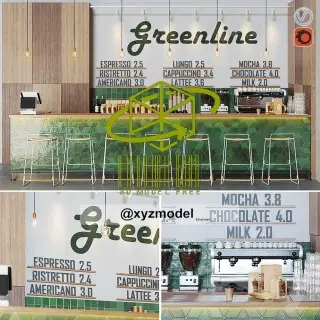 Greenline
ESPRESSO 2.5
RISTRETTO 2.4
AMERICANO 3.0
LUNGO 2.5
CAPPUCCINO 3.4
LATTEE 3.6
MOCHA 3.8
CHOCOLATE 4.0
MILK 2.0
3D MODEL FREE
@xyzmodel
Channel
Greenline
ESPRESSO 2.5
RISTRETTO 2.4
AMERICANO 3.0
LUNGO 2
CAPPUCCIN
LATTEE 3
MOCHA 3.8
CHOCOLATE 4.0
MILK 2.0